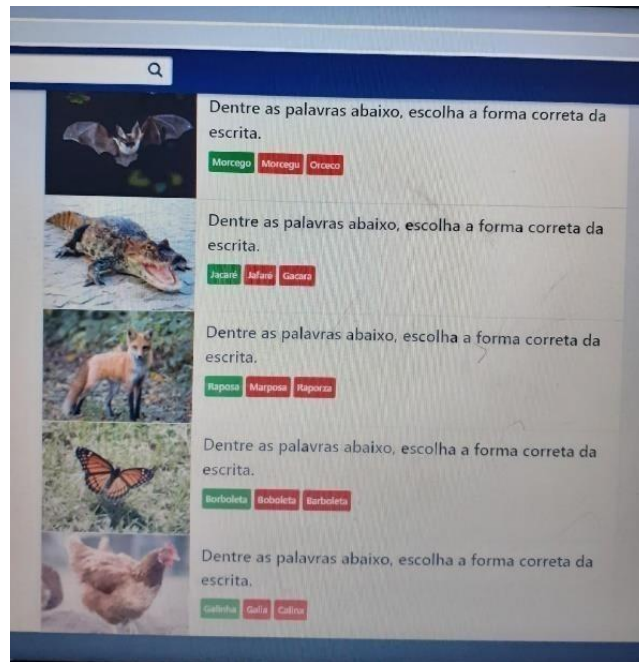 Dentre as palavras abaixo, escolha a forma correta da
escrita.
Morcego Morcegu Orceco
Dentre as palavras abaixo, escolha a forma correta da
escrita.
Jacaré Jafaré Gacara
Dentre as palavras abaixo, escolha a forma correta da
escrita.
Raposa Marposa Raporza
Dentre as palavras abaixo, escolha a forma correta da
escrita.
Borboleta Boboleta Barboleta
Dentre as palavras abaixo, escolha a forma correta da
escrita.
Galinha Galia Calina